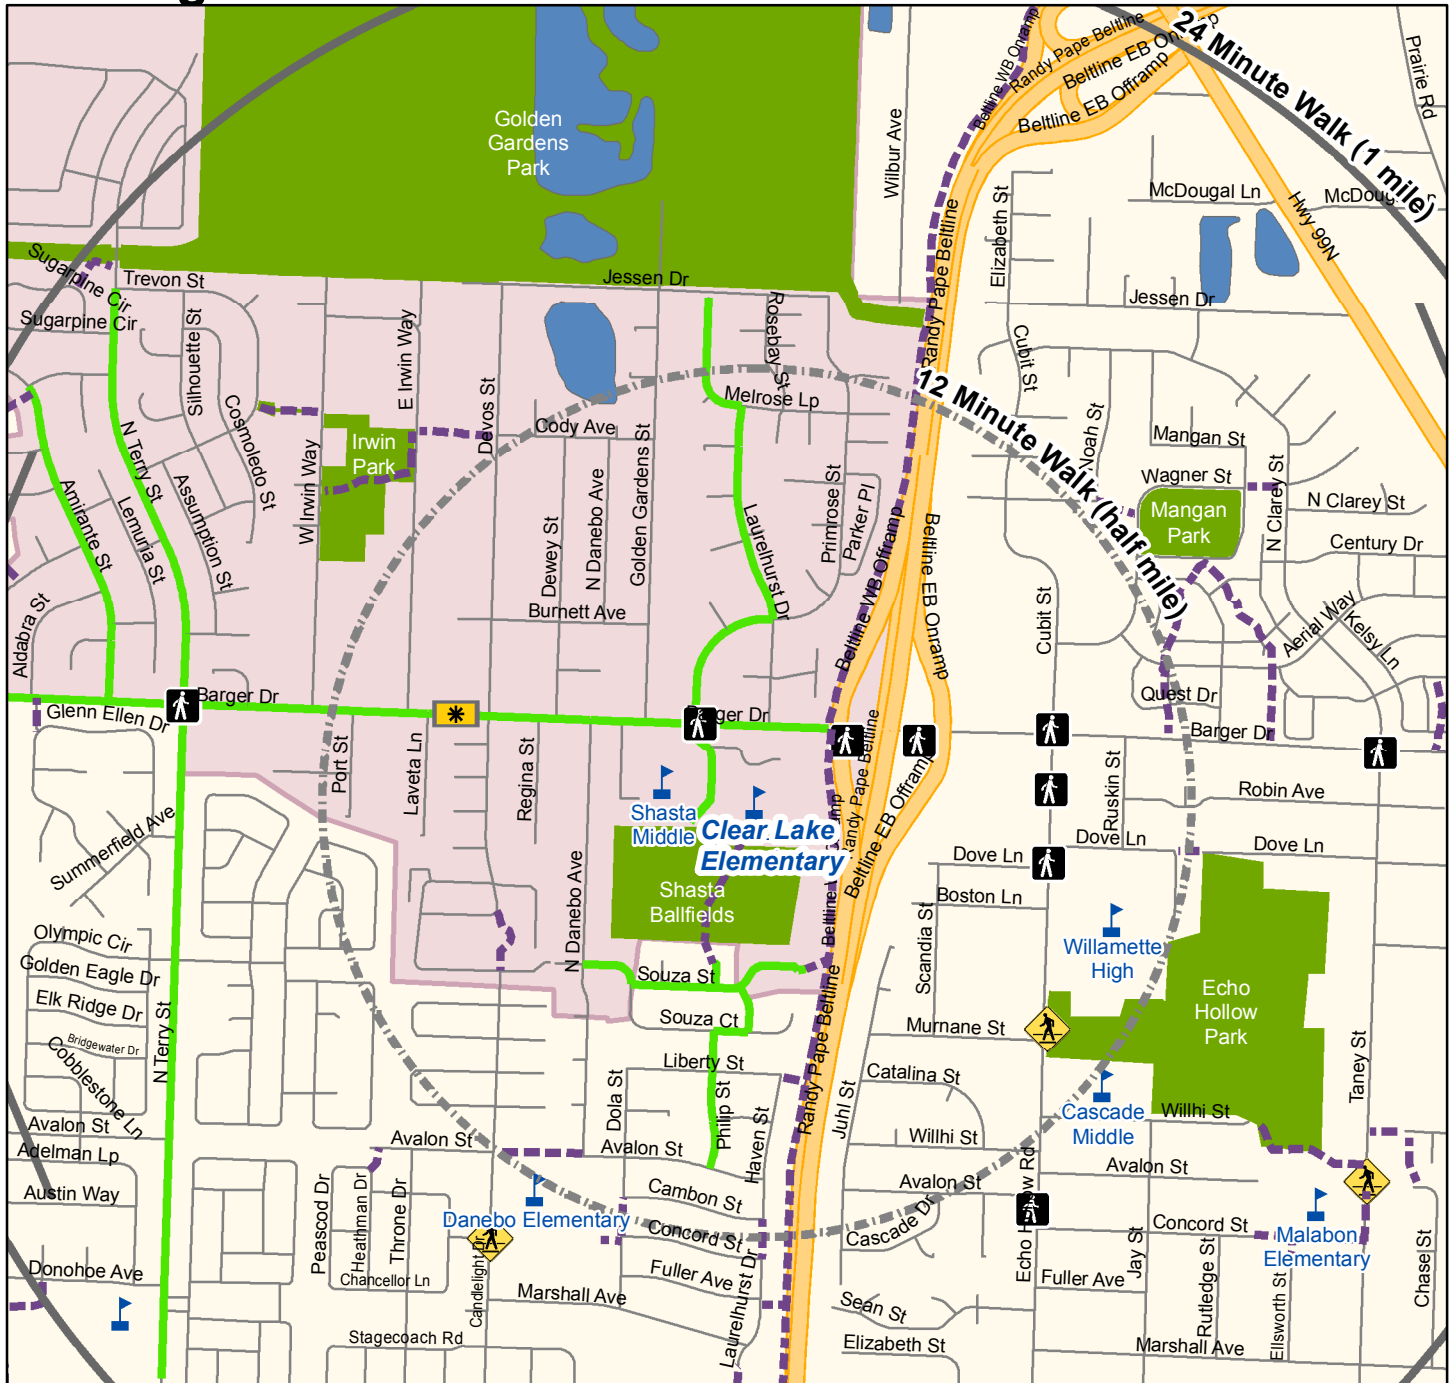 24 Minute Walk (1 mile)
Prairie Rd
Beltline WB Onramp
Randy Pape Beltline
Beltline EB
Beltline EB Offramp
Golden
Gardens
Park
Wilbur Ave
McDougal Ln
Hwy 99N
Elizabeth St
Randy Pape Beltline
Sugarpine Cir
Trevon St
Jessen Dr
Jessen Dr
Sugarpine Cir
Silhouette St
E Irwin Way
Rosebay St
Cubit St
12 Minute Walk (half mile)
Melrose Lp
Cosmoledo St
Devos St
Cody Ave
Noah St
Mangan St
N Terry St
Irwin
Park
W Irwin Way
Golden Gardens St
Wagner St
N Clarey St
N Clarey St
Amirante St
Lemuria St
Assumption St
Dewey St
N Danebo Ave
Laurelhurst Dr
Primrose St
Parker Pl
Mangan
Park
Century Dr
Beltline WB Offramp
Beltline EB Onramp
Burnett Ave
Cubit St
Aldabra St
Aerial Way
Kelsy Ln
Quest Dr
Barger Dr
Glenn Ellen Dr
Barger Dr
Port St
Laveta Ln
Regina St
Randy Pape Beltline
Beltline EB Offramp
Ruskin St
Robin Ave
Shasta
Middle
Clear Lake
Elementary
Summerfield Ave
Dove Ln
Dove Ln
Dove Ln
Shasta
Ballfields
Boston Ln
Scandia St
N Danebo Ave
Willamette
High
Olympic Cir
Golden Eagle Dr
Elk Ridge Dr
Bridgewater Dr
Cobblestone Ln
N Terry St
Souza St
Souza Ct
Randy Pape Beltline
Murnane St
Echo
Hollow
Park
Taney St
Liberty St
Catalina St
Dola St
Philip St
Haven St
Juhl St
Cascade
Middle
Willhi St
Avalon St
Adelman Lp
Avalon St
Avalon St
Willhi St
Avalon St
Avalon St
Austin Way
Peascod Dr
Heathman Dr
Throne Dr
Danebo Elementary
Cambon St
Concord St
Cascade Dr
Concord St
Malabon
Elementary
Donohoe Ave
Chancellor Ln
Candlelight Dr
Fuller Ave
Marshall Ave
Laurelhurst Dr
Fuller Ave
Jay St
Rutledge St
Ellsworth St
Chasel St
Sean St
Stagecoach Rd
Elizabeth St
Marshall Ave